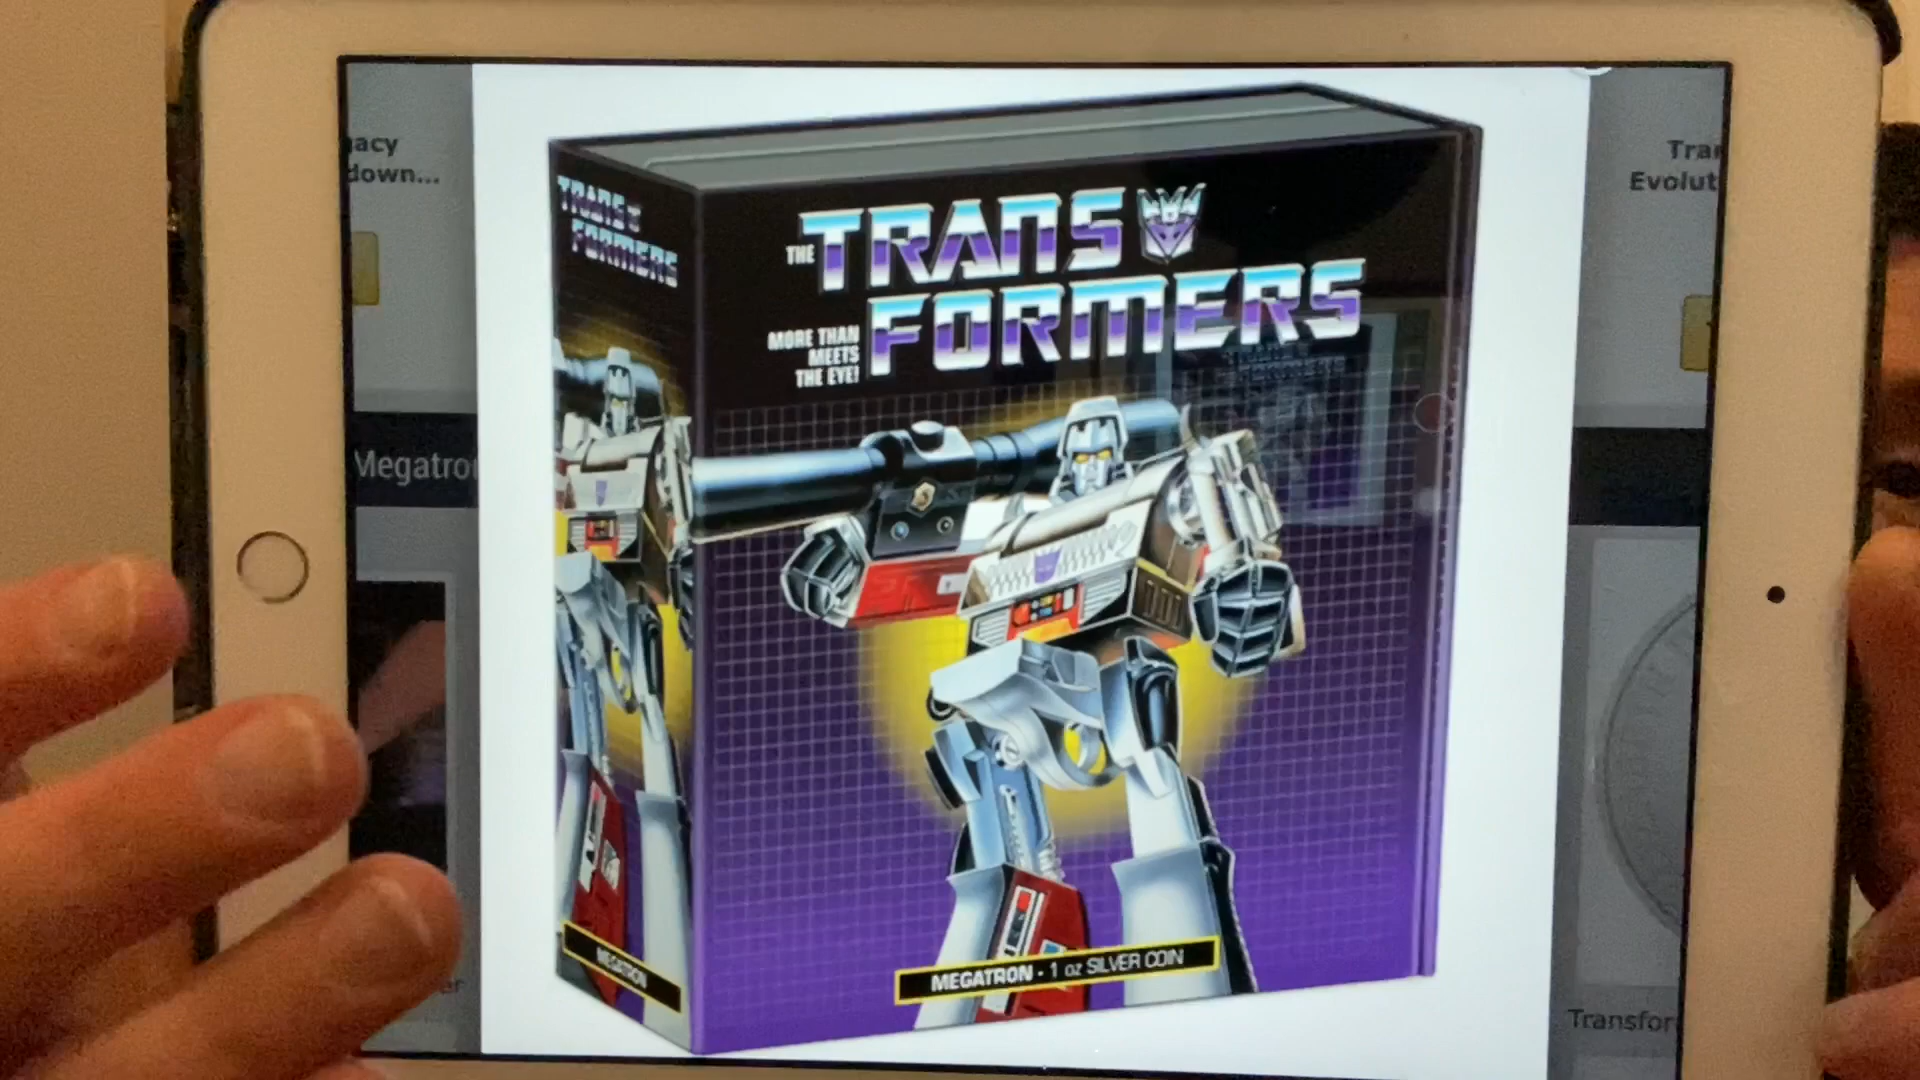 acy
down...
Tra
Evolut
TRANS
FORMERS
THE TRANS
FORMERS
MORE THAN
MEETS
THE EYE!
Megatro
MEGATRON
MEGATRON - 1 oz SILVER COIN
er
Transfor